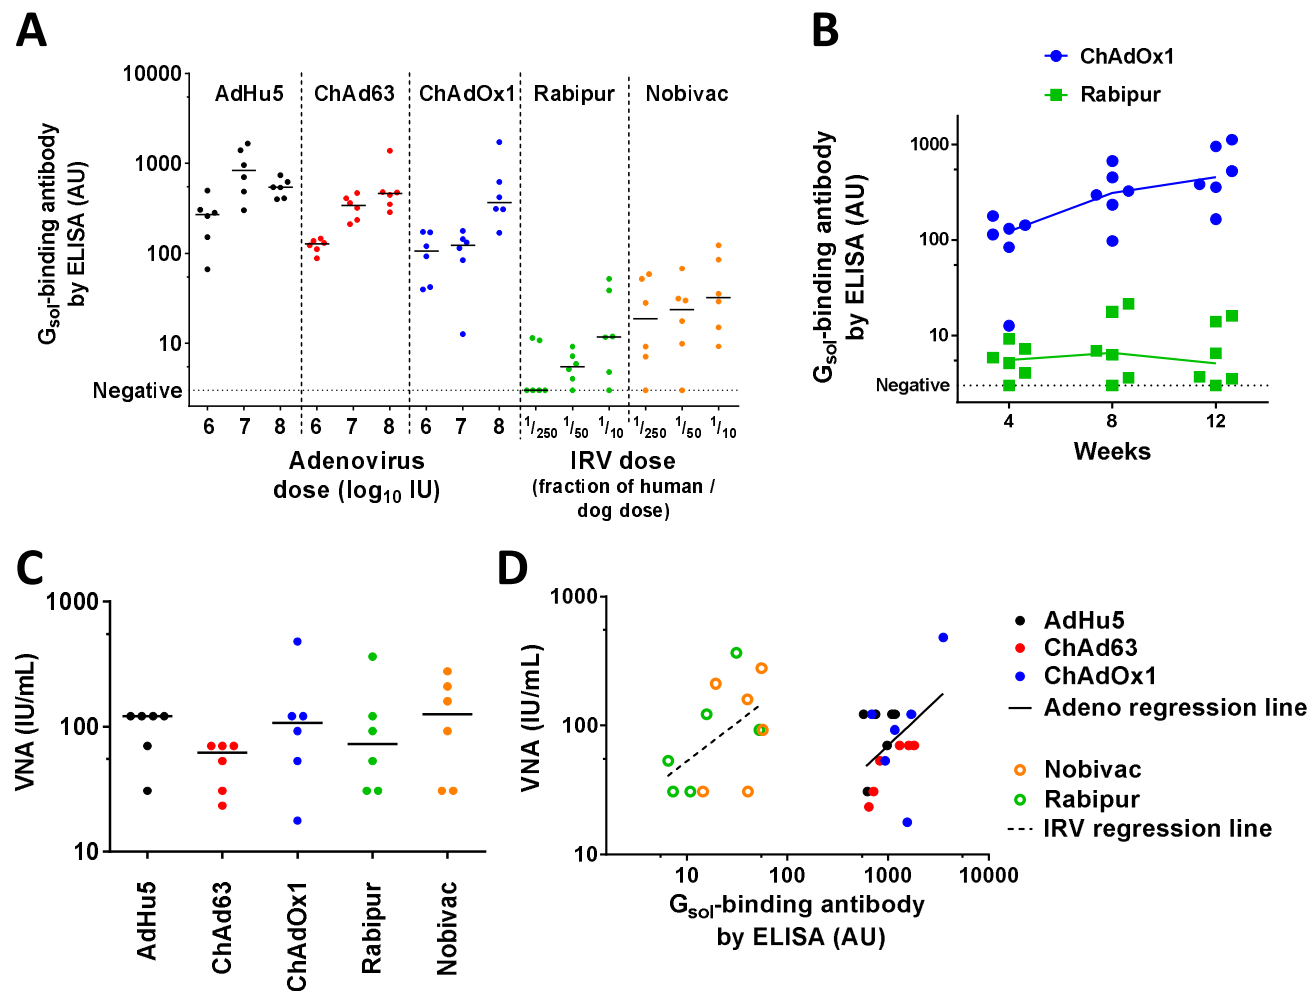 A
10000
1000
100
10
Negative
G_sol-binding antibody
by ELISA (AU)
AdHu5 ChAd63 ChAdOx1 Rabipur Nobivac
6 7 8 6 7 8 6 7 8 1/250 1/50 1/10 1/250 1/50 1/10
Adenovirus
dose (log10 IU)
IRV dose
(fraction of human /
dog dose)
B
ChAdOx1
Rabipur
1000
100
10
Negative
Gsol-binding antibody
by ELISA (AU)
4 8 12
Weeks
C
1000
100
10
VNA (IU/mL)
AdHu5
ChAd63
ChAdOx1
Rabipur
Nobivac
D
1000
100
10
VNA (IU/mL)
10 100 1000 10000
Gsol-binding antibody
by ELISA (AU)
AdHu5
ChAd63
ChAdOx1
Adeno regression line
Nobivac
Rabipur
IRV regression line